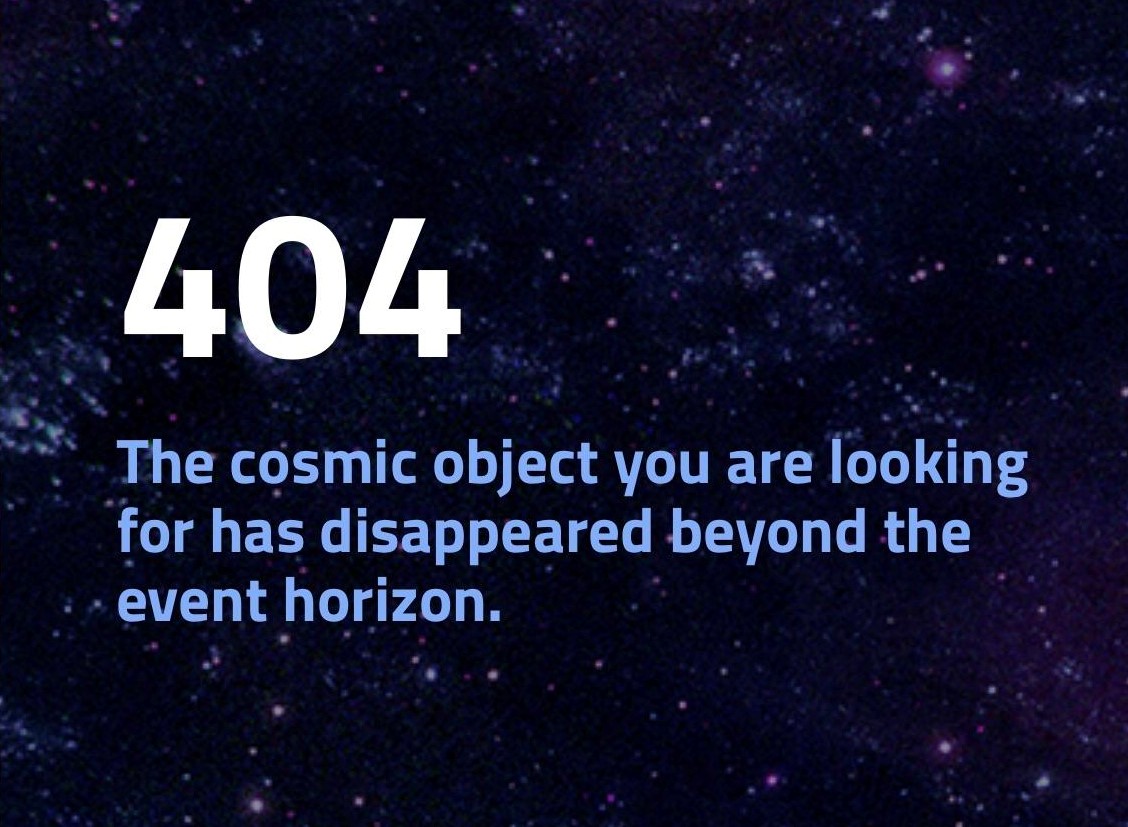 404
The cosmic object you are looking
for has disappeared beyond the
event horizon.